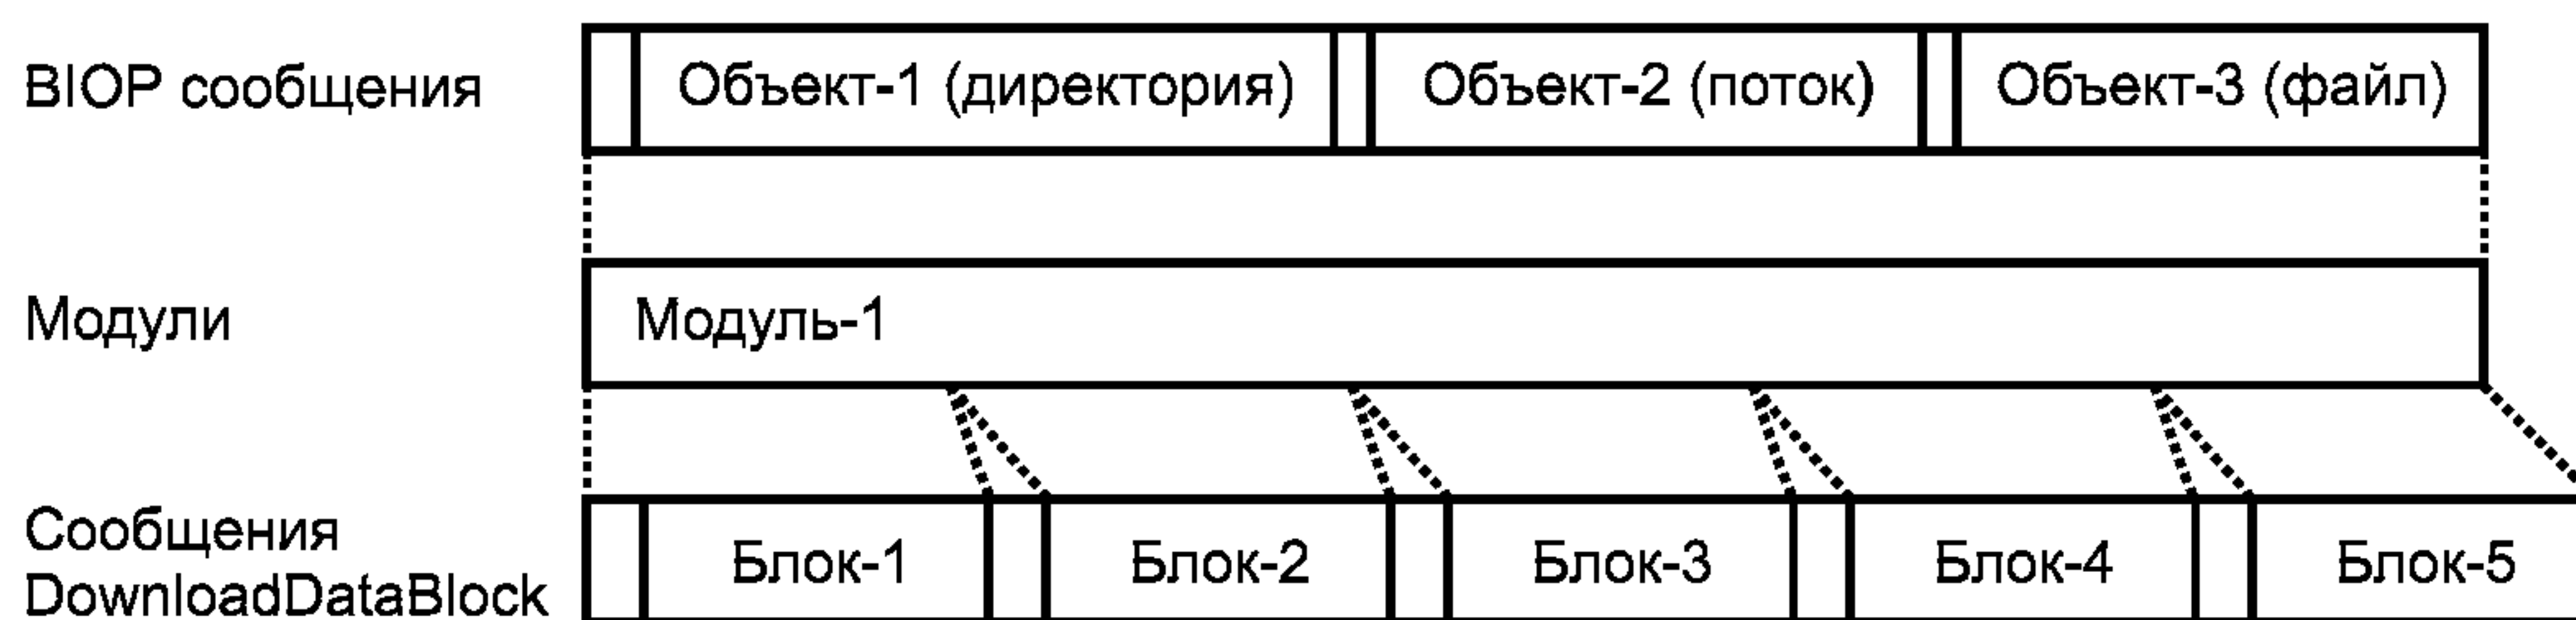 BIOP сообщения
Объект-1 (директория)
Объект-2 (поток)
Объект-3 (файл)
Модули
Модуль-1
Сообщения
DownloadDataBlock
Блок-1
Блок-2
Блок-3
Блок-4
Блок-5